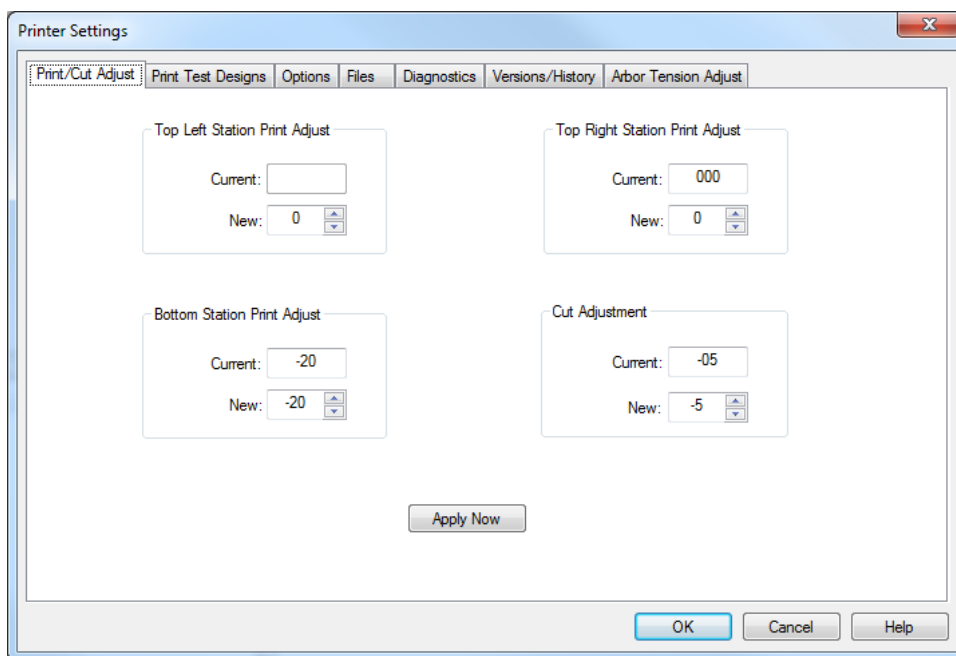 Printer Settings
Print/Cut Adjust Print Test Designs Options Files Diagnostics Versions/History Arbor Tension Adjust
Top Left Station Print Adjust
Current:
New: 0
Top Right Station Print Adjust
Current: 000
New: 0
Bottom Station Print Adjust
Current: -20
New: -20
Cut Adjustment
Current: -05
New: -5
Apply Now
OK Cancel Help